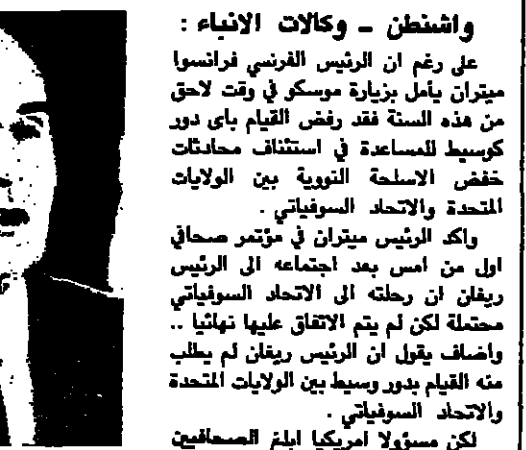 واشنطن - وكالات الانباء :
على رغم ان الرئيس الفرنسي فرانسوا
ميتران يأمل بزيارة موسكو في وقت لاحق
من هذه السنة فقد رفض القيام باى دور
كوسيط للمساعدة في استئناف محادثات
خفض الاسلحة النووية بين الولايات
المتحدة والاتحاد السوفياتي .
واكد الرئيس ميتران في مؤتمر صحافي
اول من امس بعد اجتماعه الى الرئيس
ريغان ان رحلته الى الاتحاد السوفياتي
محتملة لكن لم يتم الاتفاق عليها نهائيا ..
واضاف يقول ان الرئيس ريغان لم يطلب
منه القيام بدور وسيط بين الولايات المتحدة
والاتحاد السوفياتي .
لكن مسؤولا امريكيا ابلغ الصحافيين